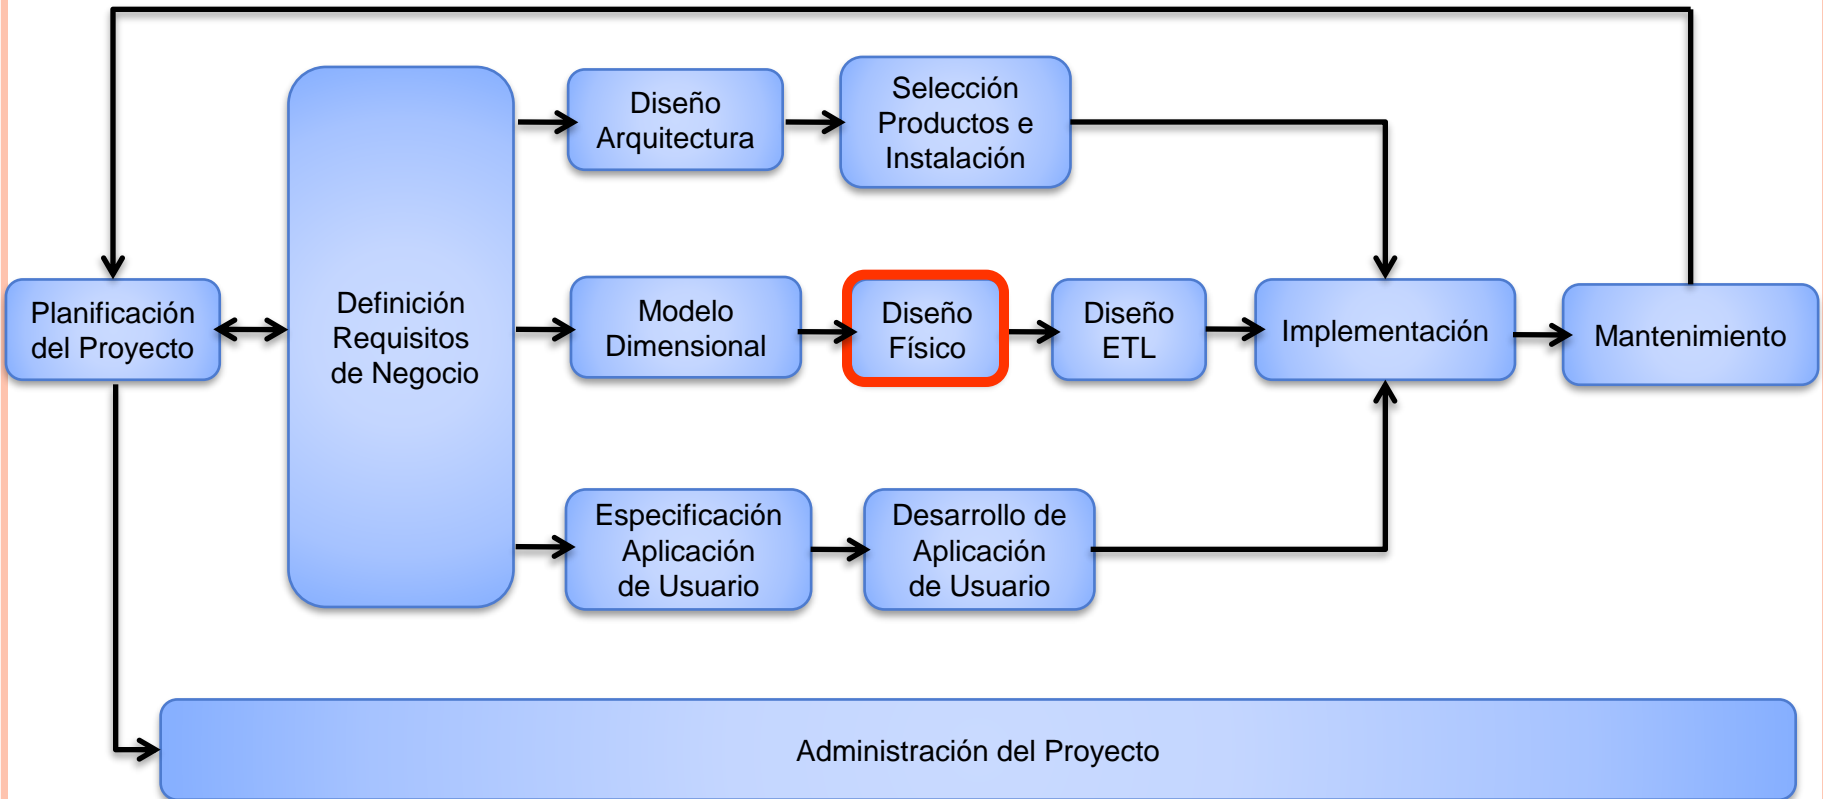 Planificación
del Proyecto
Definición
Requisitos
de Negocio
Diseño
Arquitectura
Selección
Productos e
Instalación
Modelo
Dimensional
Diseño
Físico
Diseño
ETL
Implementación
Mantenimiento
Especificación
Aplicación
de Usuario
Desarrollo de
Aplicación
de Usuario
Administración del Proyecto